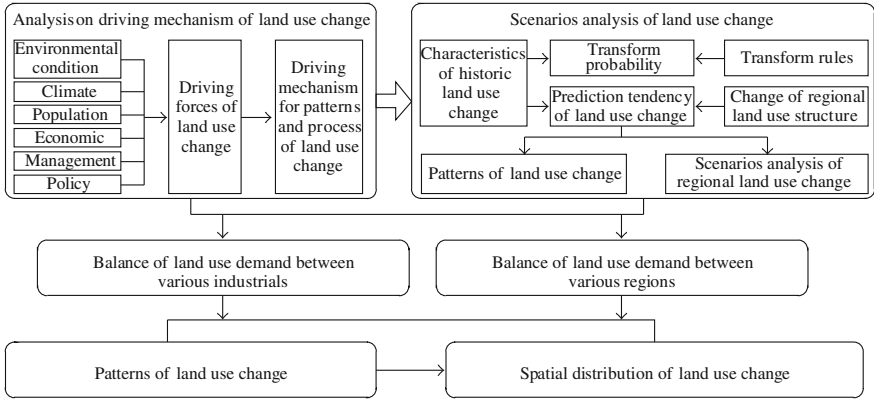 Analysis on driving mechanism of land use change
Environmental
condition
Climate
Population
Economic
Management
Policy
Driving
forces of
land use
change
Driving
mechanism
for patterns
and process
of land use
change
Scenarios analysis of land use change
Characteristics
of historic
land use
change
Transform
probability
Transform rules
Prediction tendency
of land use change
Change of regional
land use structure
Patterns of land use
change
Scenarios analysis of
regional land use change
Balance of land use demand between
various industrials
Balance of land use demand between
various regions
Patterns of land use change
Spatial distribution of land use change